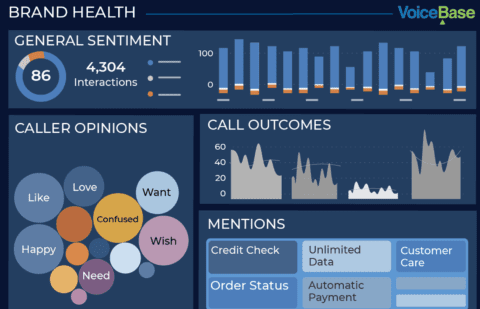 BRAND HEALTH
VoiceBase
GENERAL SENTIMENT
86
4,304
Interactions
100
0
CALLER OPINIONS
Like
Love
Want
Confused
Happy
Wish
Need
CALL OUTCOMES
60
40
20
0
MENTIONS
Credit Check
Unlimited
Data
Customer
Care
Order Status
Automatic
Payment